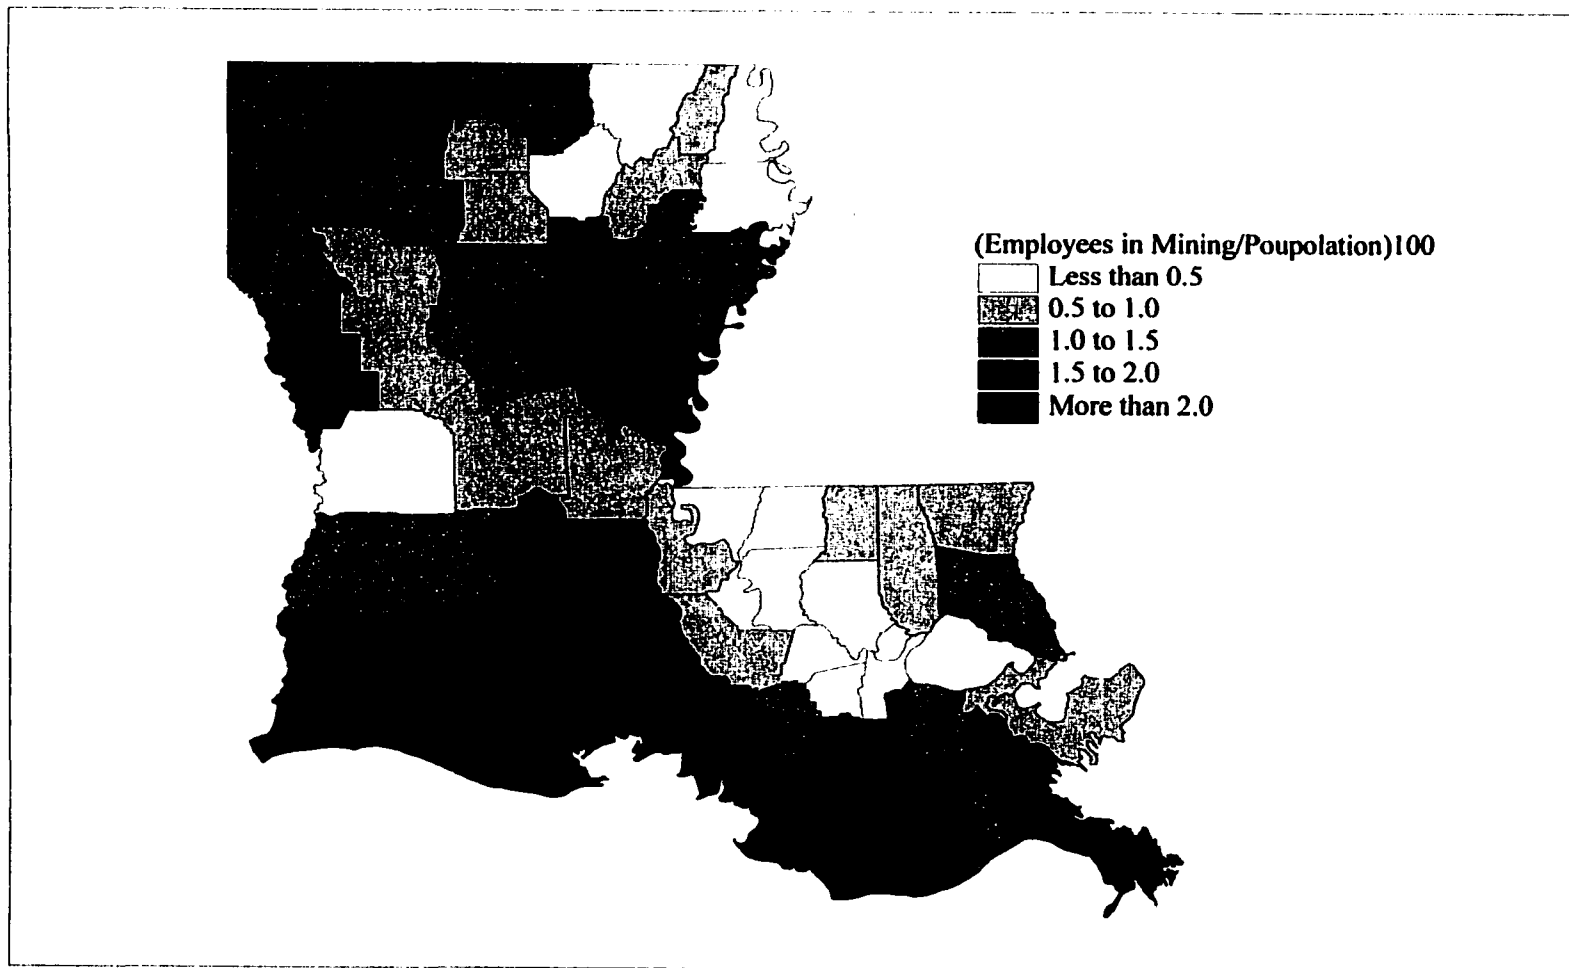 (Employees in Mining/Poupolation)100
Less than 0.5
0.5 to 1.0
1.0 to 1.5
1.5 to 2.0
More than 2.0